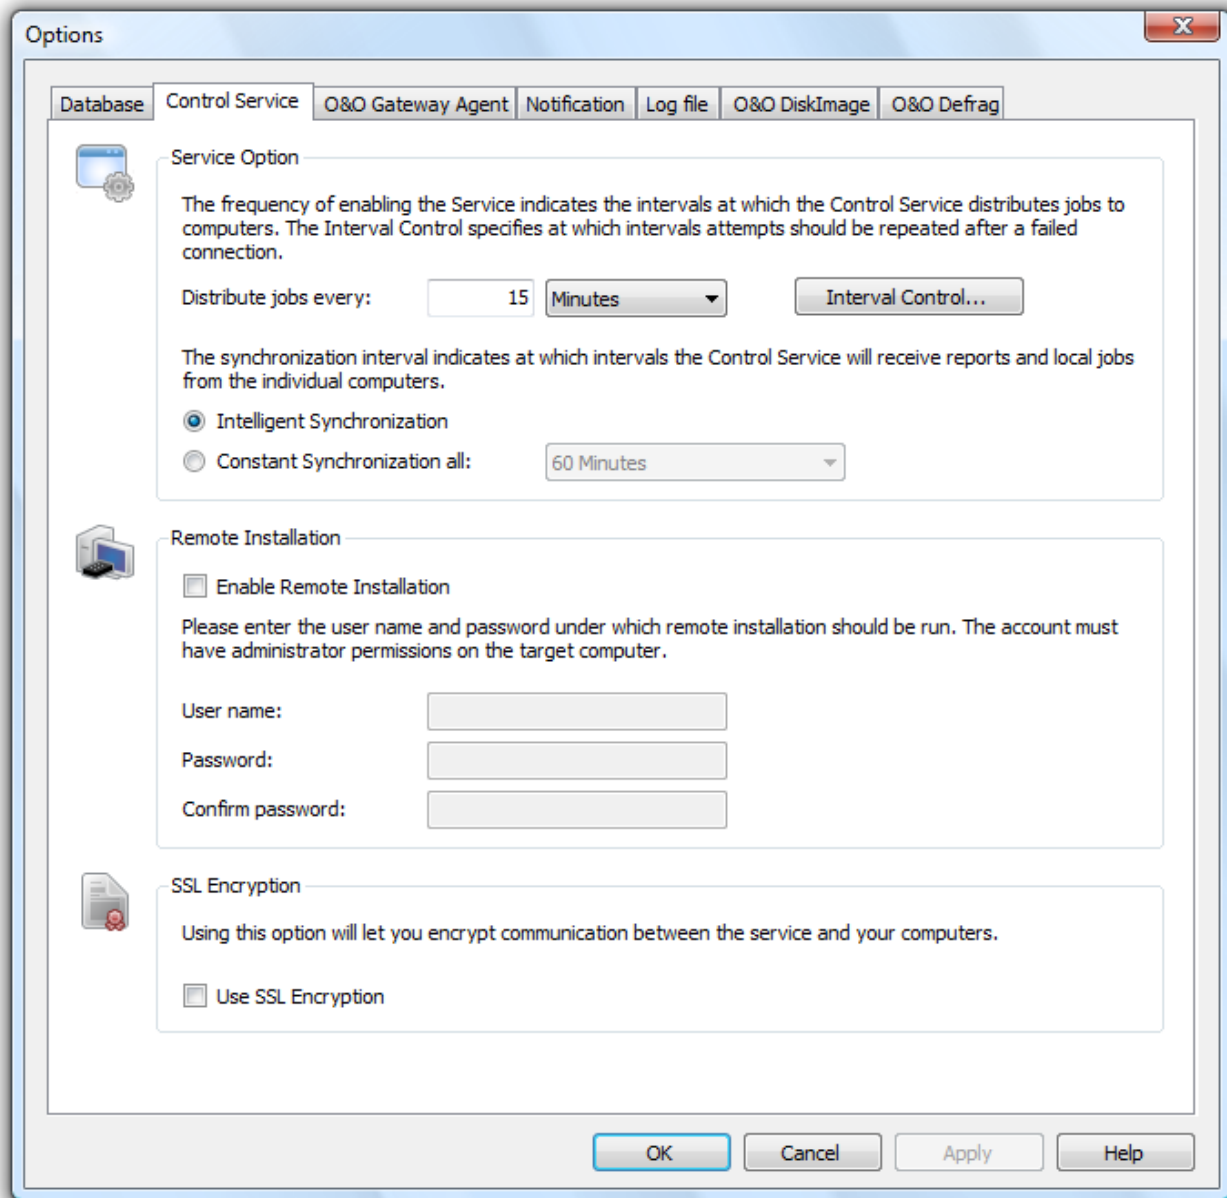 Options
X
Database Control Service O&O Gateway Agent Notification Log file O&O DiskImage O&O Defrag
Service Option
The frequency of enabling the Service indicates the intervals at which the Control Service distributes jobs to
computers. The Interval Control specifies at which intervals attempts should be repeated after a failed
connection.
Distribute jobs every: 15 Minutes Interval Control...
The synchronization interval indicates at which intervals the Control Service will receive reports and local jobs
from the individual computers.
Intelligent Synchronization
Constant Synchronization all: 60 Minutes
Remote Installation
Enable Remote Installation
Please enter the user name and password under which remote installation should be run. The account must
have administrator permissions on the target computer.
User name:
Password:
Confirm password:
SSL Encryption
Using this option will let you encrypt communication between the service and your computers.
Use SSL Encryption
OK Cancel Apply Help